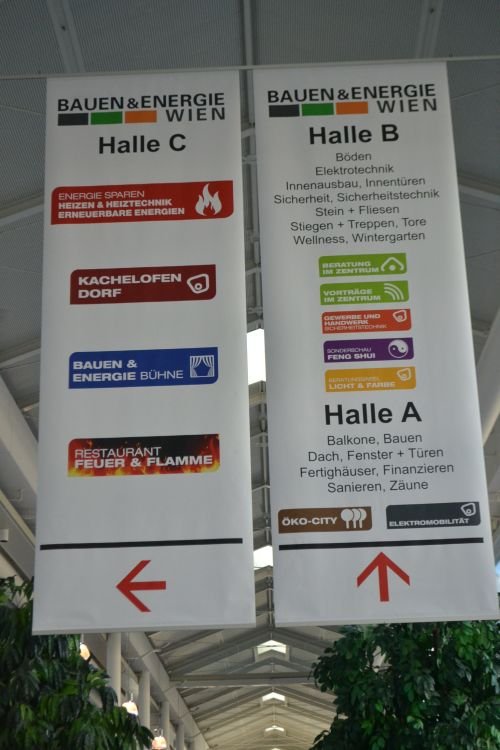 BAUEN&ENERGIE
WIEN
Halle C
ENERGIE SPAREN
HEIZEN & HEIZTECHNIK
ERNEUERBARE ENERGIEN
KACHELOFEN
DORF
BAUEN &
ENERGIE BÜHNE
RESTAURANT
FEUER & FLAMME
BAUEN&ENERGIE
WIEN
Halle B
Böden
Elektrotechnik
Innenausbau, Innentüren
Sicherheit, Sicherheitstechnik
Stein + Fliesen
Stiegen + Treppen, Tore
Wellness, Wintergarten
BERATUNG
IM ZENTRUM
VORTRÄGE
IM ZENTRUM
GEWERBE UND
HANDWERK
SICHERHEITSTECHNIK
SONDERSCHAU
FENG SHUI
BERATUNGSINSEL
LICHT & FARBE
Halle A
Balkone, Bauen
Dach, Fenster + Türen
Fertighäuser, Finanzieren
Sanieren, Zäune
ÖKO-CITY
ELEKTROMOBILITÄT